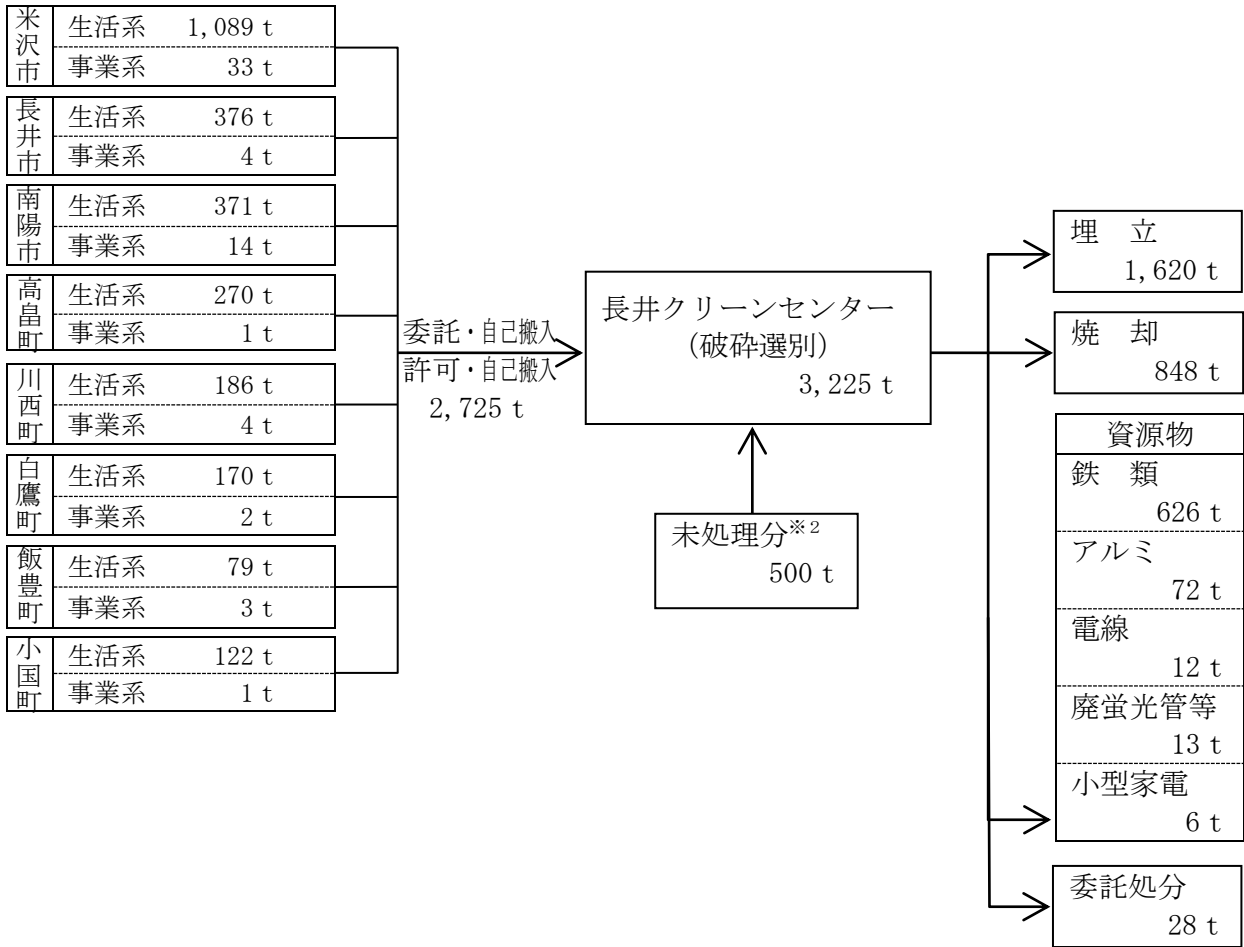 米沢市
生活系 1,089 t
事業系 33 t
長井市
生活系 376 t
事業系 4 t
南陽市
生活系 371 t
事業系 14 t
高畠町
生活系 270 t
事業系 1 t
川西町
生活系 186 t
事業系 4 t
白鷹町
生活系 170 t
事業系 2 t
飯豊町
生活系 79 t
事業系 3 t
小国町
生活系 122 t
事業系 1 t
委託・自己搬入
許可・自己搬入
2,725 t
長井クリーンセンター
(破砕選別)
3,225 t
未処理分※2
500 t
埋 立
1,620 t
焼 却
848 t
資源物
鉄 類
626 t
アルミ
72 t
電線
12 t
廃蛍光管等
13 t
小型家電
6 t
委託処分
28 t